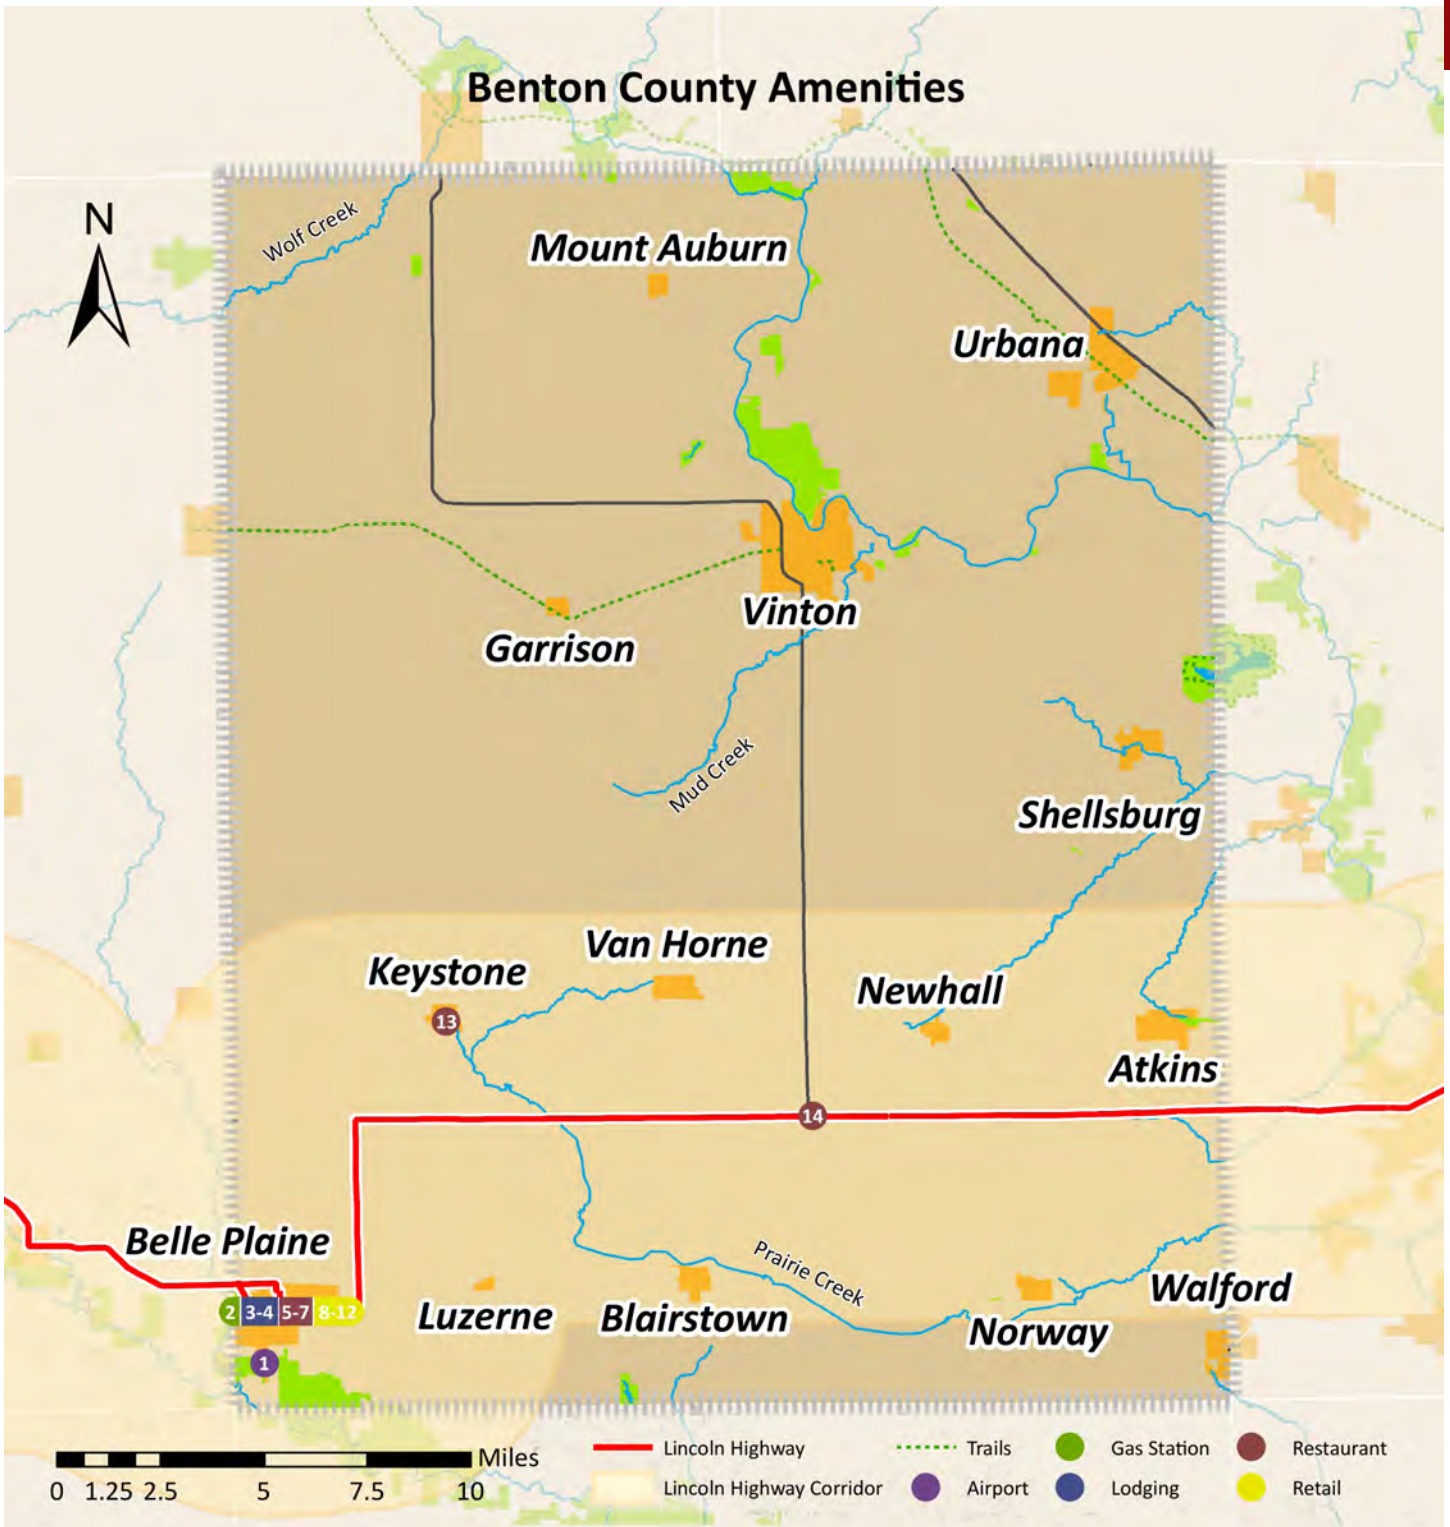 Benton County Amenities
N
Wolf Creek
Mount Auburn
Urbana
Vinton
Garrison
Mud Creek
Shellsburg
Van Horne
Keystone
Newhall
13
Atkins
14
Belle Plaine
Prairie Creek
Walford
2 3-4 5-7 8-12
Luzerne
Blairstown
Norway
1
Miles
0 1.25 2.5 5 7.5 10
Lincoln Highway
Trails
Gas Station
Restaurant
Lincoln Highway Corridor
Airport
Lodging
Retail